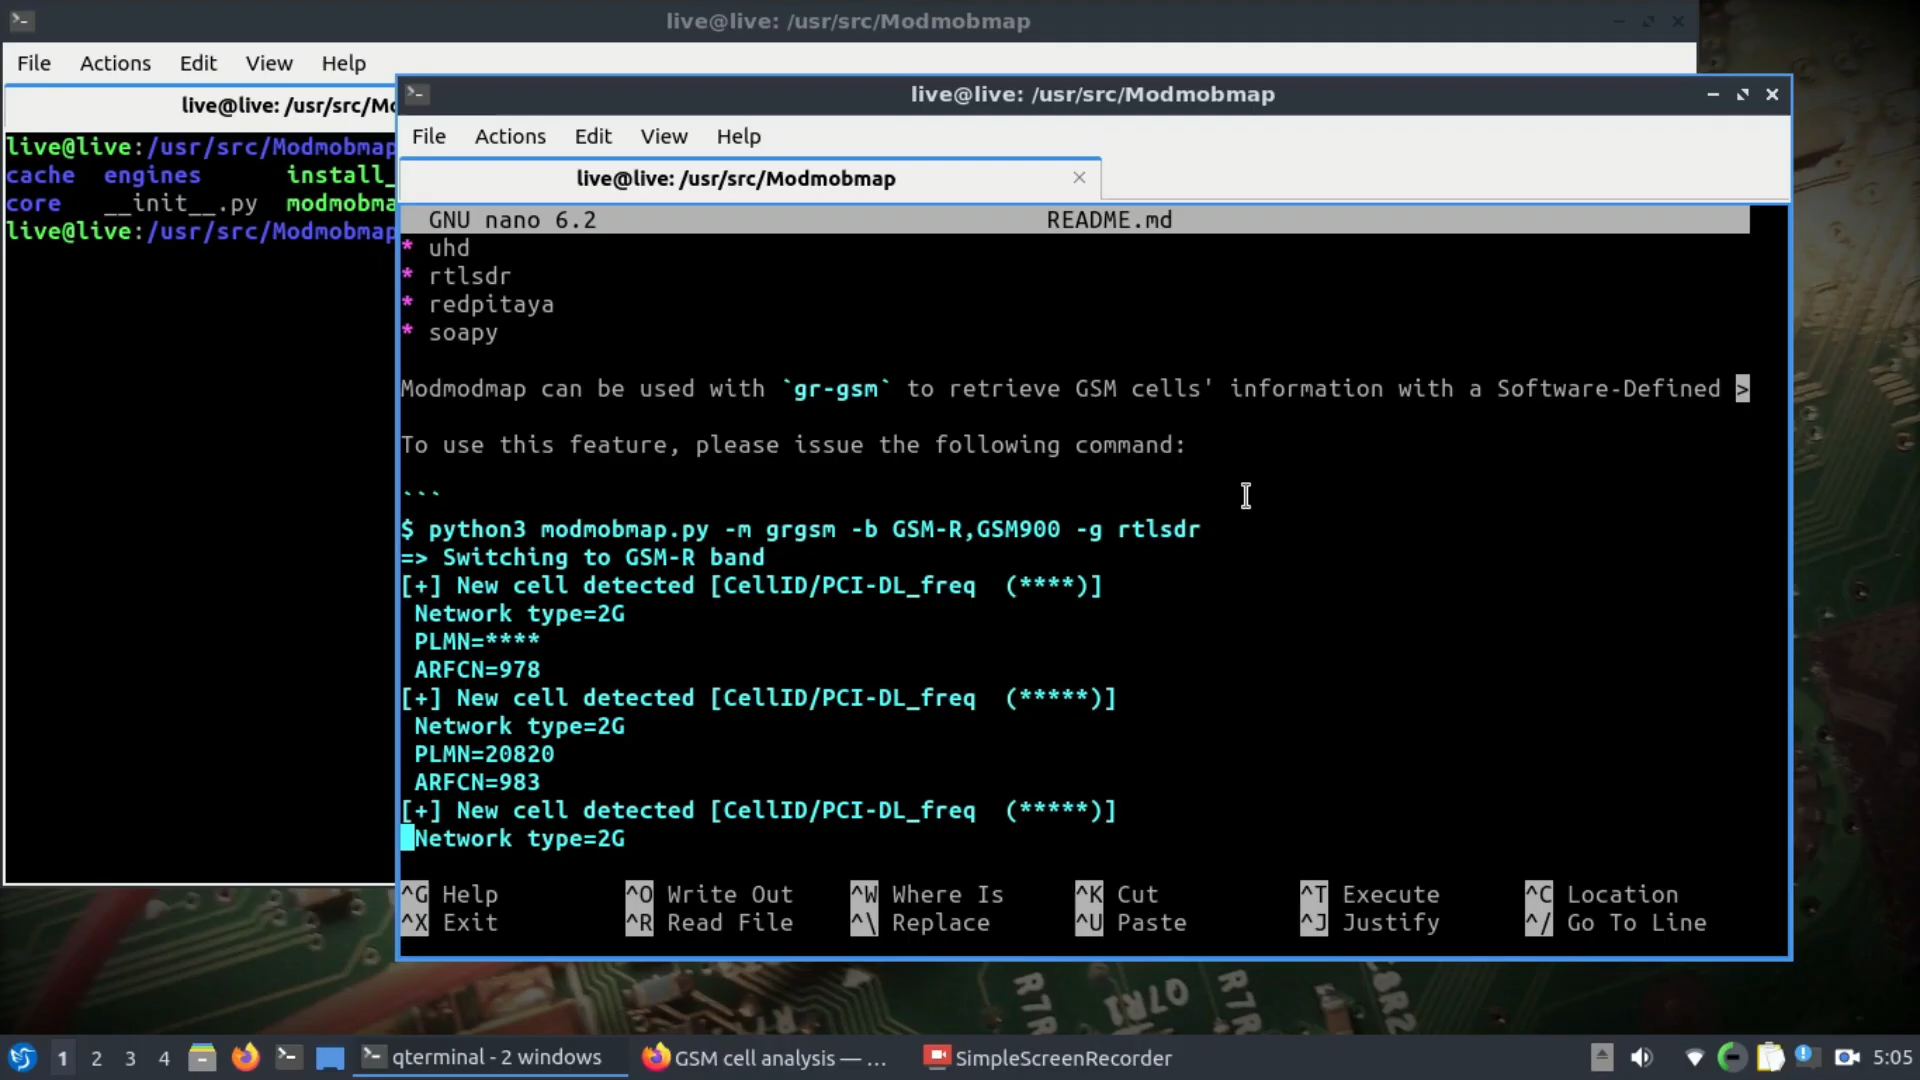 live@live: /usr/src/Modmobmap
File Actions Edit View Help
live@live: /usr/src/Mo
live@live:/usr/src/Modmobmap
cache engines install_
core __init__.py modmobma
live@live:/usr/src/Modmobmap
live@live: /usr/src/Modmobmap
File Actions Edit View Help
live@live: /usr/src/Modmobmap
GNU nano 6.2 README.md
* uhd
* rtlsdr
* redpitaya
* soapy
Modmodmap can be used with `gr-gsm` to retrieve GSM cells' information with a Software-Defined >
To use this feature, please issue the following command:
```
$ python3 modmobmap.py -m grgsm -b GSM-R,GSM900 -g rtlsdr
=> Switching to GSM-R band
[+] New cell detected [CellID/PCI-DL_freq  (****)]
Network type=2G
PLMN=****
ARFCN=978
[+] New cell detected [CellID/PCI-DL_freq  (*****)]
Network type=2G
PLMN=20820
ARFCN=983
[+] New cell detected [CellID/PCI-DL_freq  (*****)]
Network type=2G
^G Help ^O Write Out ^W Where Is ^K Cut ^T Execute ^C Location
^X Exit ^R Read File ^\ Replace ^U Paste ^J Justify ^/ Go To Line
R7R R7R
1 2 3 4 qterminal - 2 windows GSM cell analysis — ... SimpleScreenRecorder 5:05